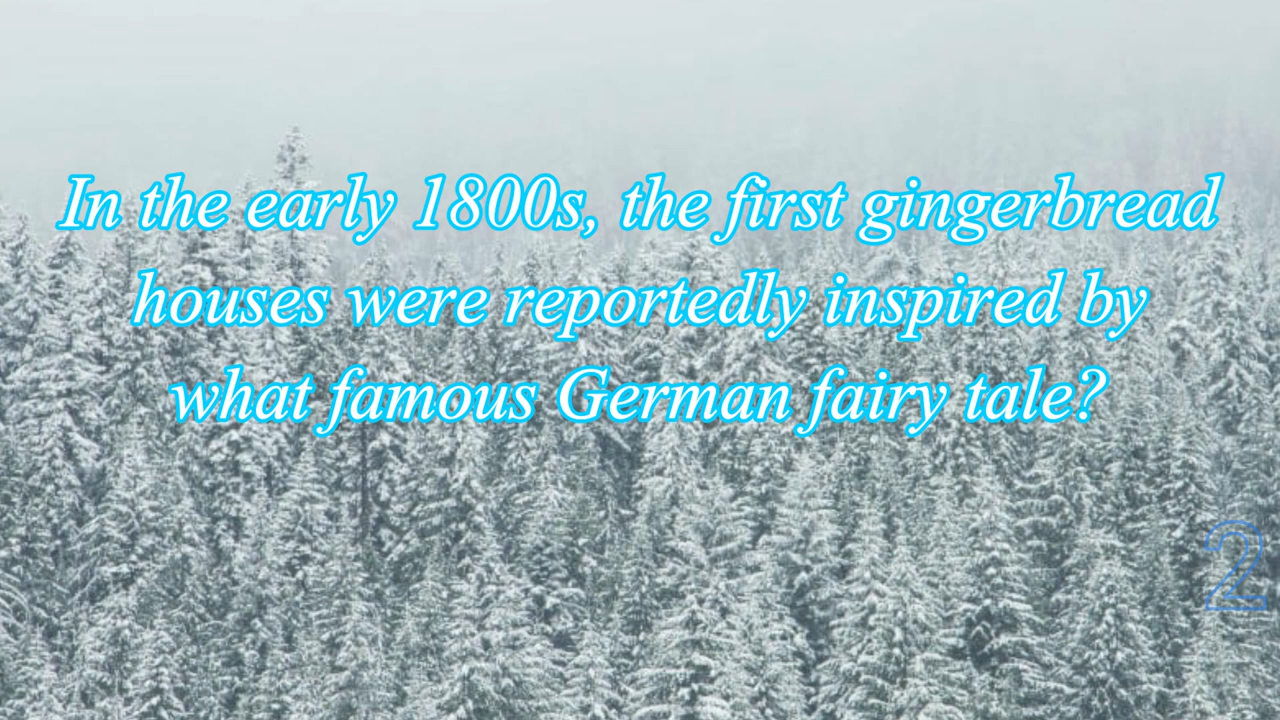 In the early 1800s, the first gingerbread
houses were reportedly inspired by
what famous German fairy tale?
2